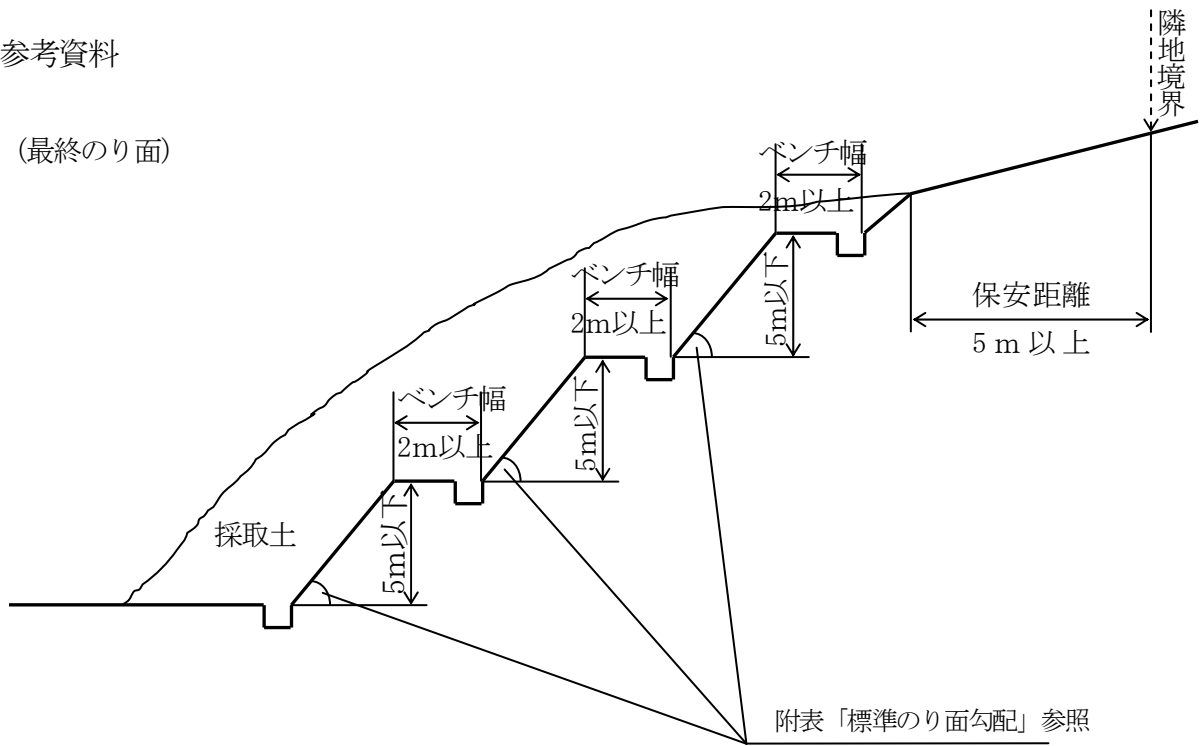 参考資料
隣地境界
(最終のり面)
ベンチ幅
2m以上
ベンチ幅
2m以上
5m以下
保安距離
5m以上
ベンチ幅
2m以上
5m以下
採取土
5m以下
附表「標準のり面勾配」参照